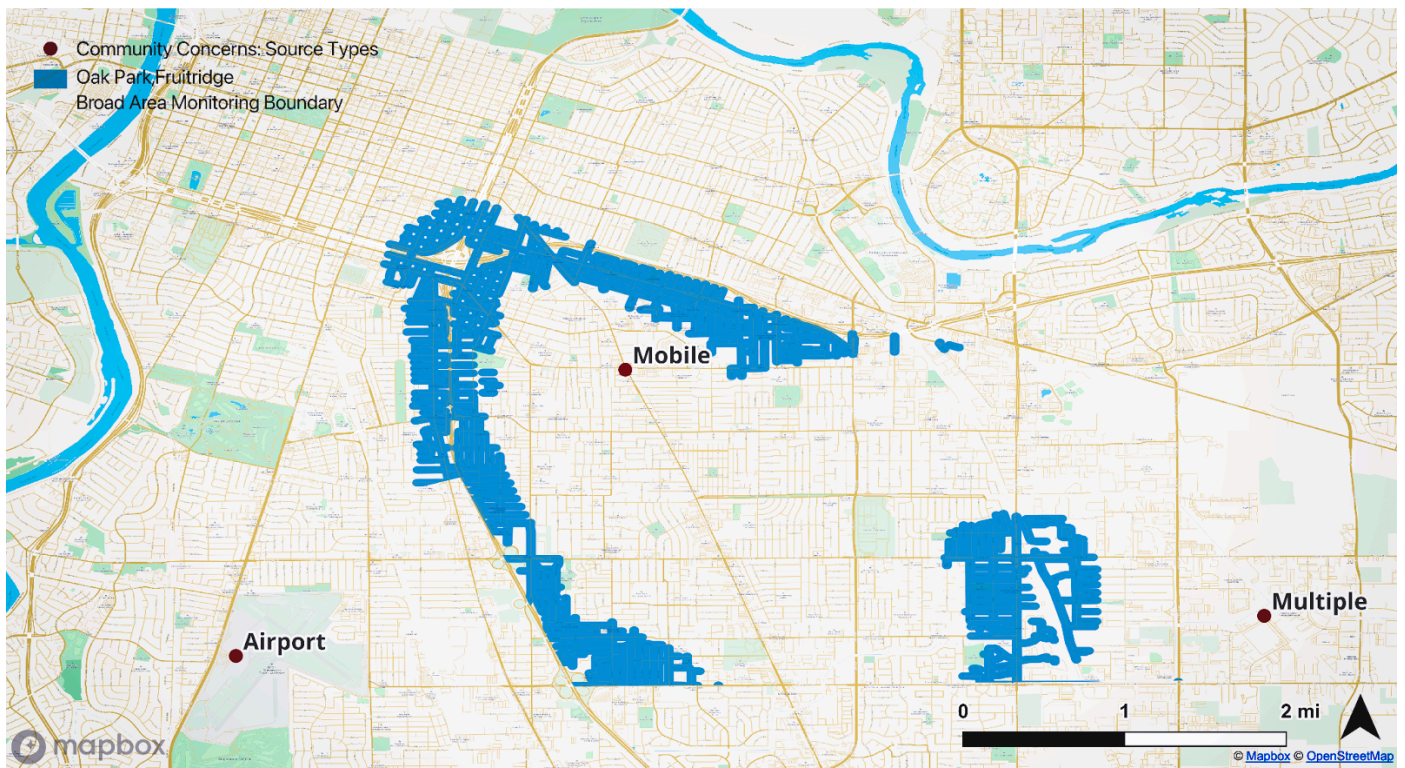 Community Concerns: Source Types
Oak Park,Fruitridge
Broad Area Monitoring Boundary
Mobile
Multiple
Airport
0 1 2 mi
mapbox
© Mapbox © OpenStreetMap